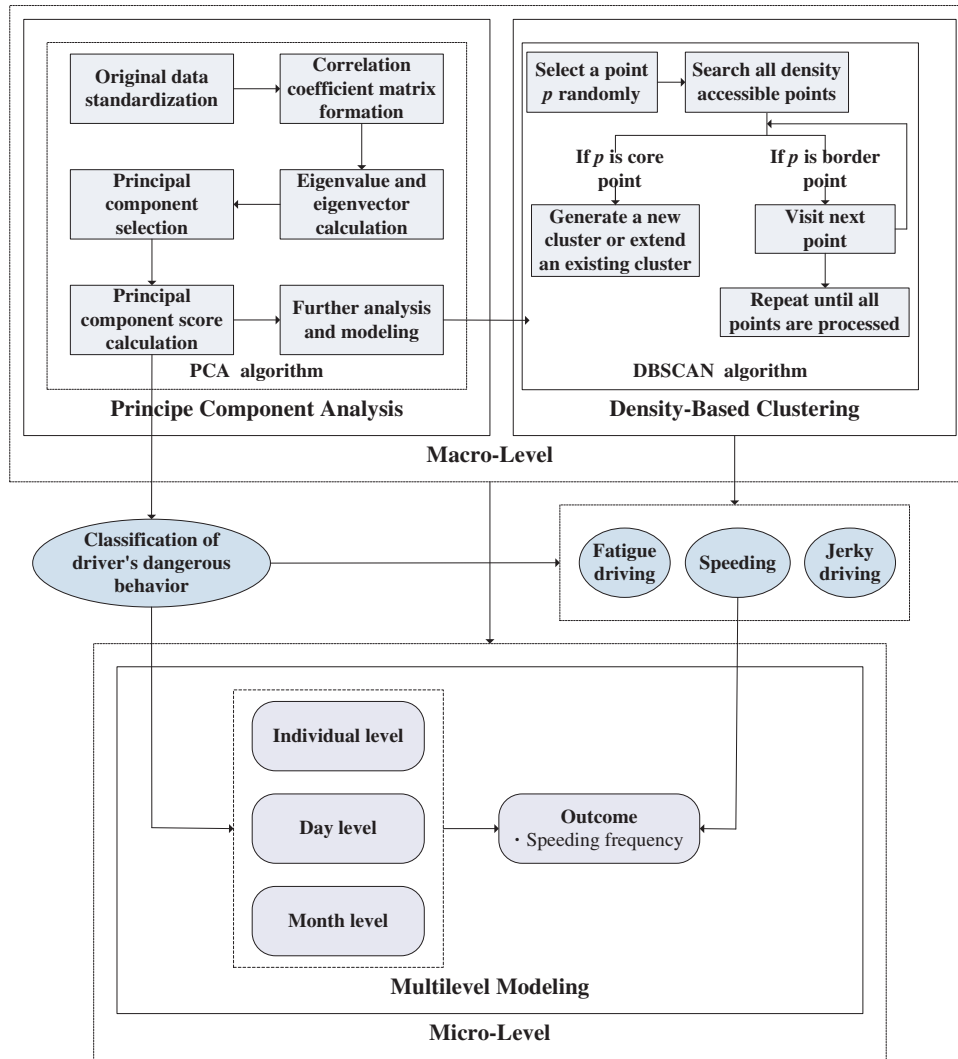 Original data
standardization
Correlation
coefficient matrix
formation
Principal
component
selection
Eigenvalue and
eigenvector
calculation
Principal
component score
calculation
Further analysis
and modeling
PCA algorithm
Principe Component Analysis
Select a point
p randomly
Search all density
accessible points
If p is core
point
If p is border
point
Generate a new
cluster or extend
an existing cluster
Visit next
point
Repeat until all
points are processed
DBSCAN algorithm
Density-Based Clustering
Macro-Level
Classification of
driver's dangerous
behavior
Fatigue
driving
Speeding
Jerky
driving
Individual level
Day level
Month level
Outcome
· Speeding frequency
Multilevel Modeling
Micro-Level